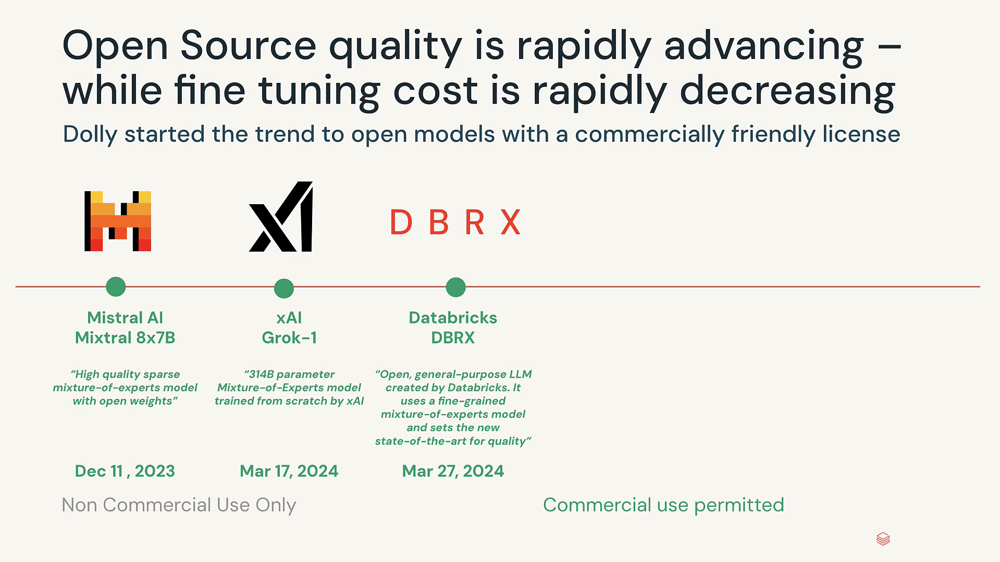 Open Source quality is rapidly advancing –
while fine tuning cost is rapidly decreasing
Dolly started the trend to open models with a commercially friendly license
xAI
DBRX
Mistral AI
Mixtral 8x7B
“High quality sparse
mixture-of-experts model
with open weights”
Dec 11 , 2023
xAI
Grok-1
“314B parameter
Mixture-of-Experts model
trained from scratch by xAI
Mar 17, 2024
Databricks
DBRX
“Open, general-purpose LLM
created by Databricks. It
uses a fine-grained
mixture-of-experts model
and sets the new
state-of-the-art for quality”
Mar 27, 2024
Non Commercial Use Only
Commercial use permitted